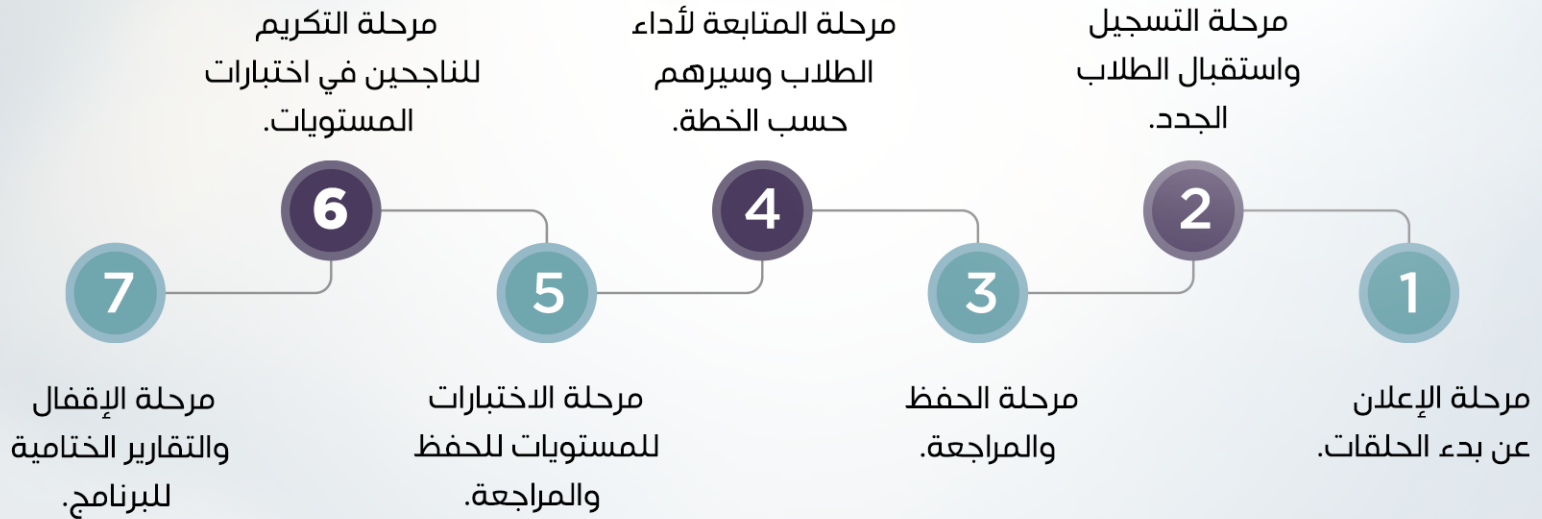 1
مرحلة الإعلان
عن بدء الحلقات.
2
مرحلة التسجيل
واستقبال الطلاب
الجدد.
3
مرحلة الحفظ
والمراجعة.
4
مرحلة المتابعة لأداء
الطلاب وسيرهم
حسب الخطة.
5
مرحلة الاختبارات
للمستويات للحفظ
والمراجعة.
6
مرحلة التكريم
للناجحين في اختبارات
المستويات.
7
مرحلة الإقفال
والتقارير الختامية
للبرنامج.